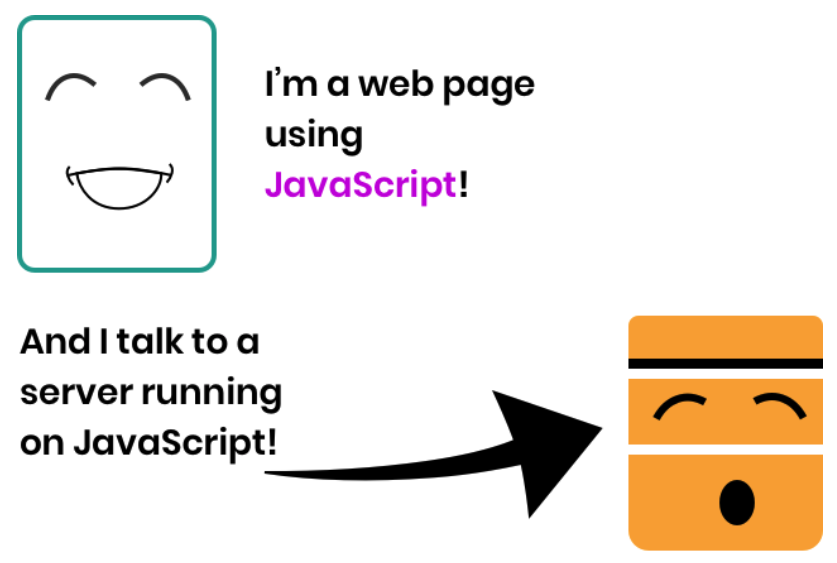 I’m a web page
using
JavaScript!
And I talk to a
server running
on JavaScript!